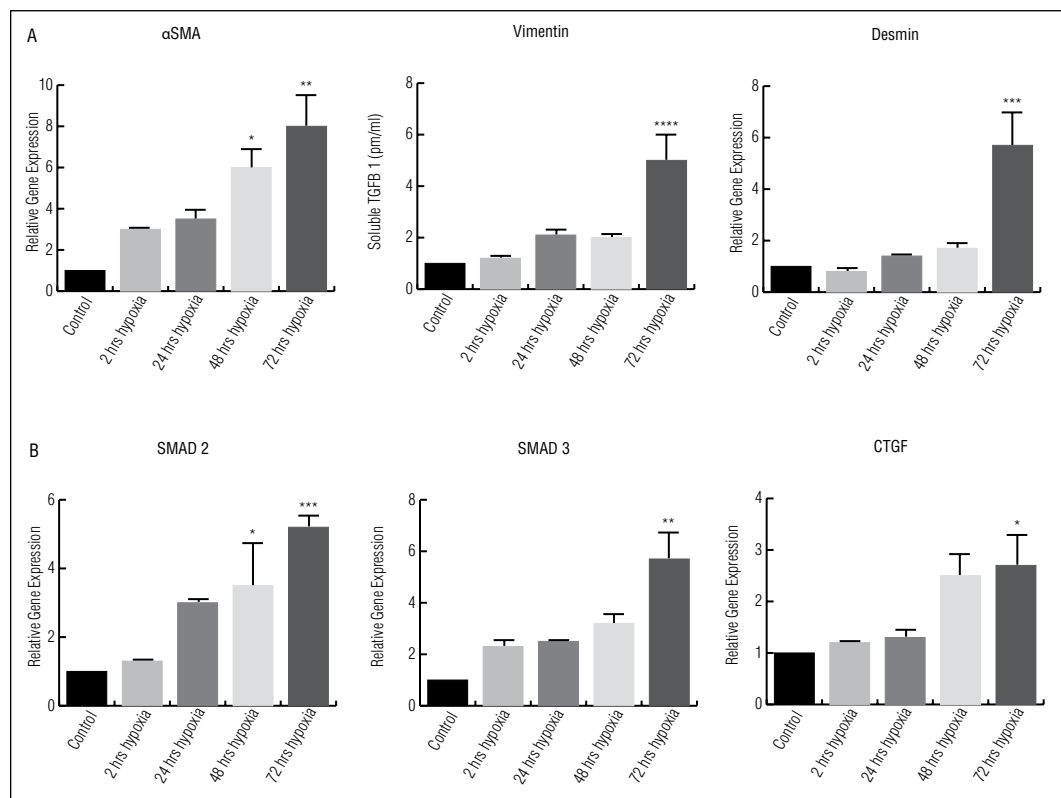 A
αSMA
Relative Gene Expression
10
8
6
4
2
0
*
**
Control
2 hrs hypoxia
24 hrs hypoxia
48 hrs hypoxia
72 hrs hypoxia
Vimentin
Soluble TGFB 1 (pm/ml)
8
6
4
2
0
****
Control
2 hrs hypoxia
24 hrs hypoxia
48 hrs hypoxia
72 hrs hypoxia
Desmin
Relative Gene Expression
8
6
4
2
0
***
Control
2 hrs hypoxia
24 hrs hypoxia
48 hrs hypoxia
72 hrs hypoxia
B
SMAD 2
Relative Gene Expression
6
4
2
0
*
***
Control
2 hrs hypoxia
24 hrs hypoxia
48 hrs hypoxia
72 hrs hypoxia
SMAD 3
Relative Gene Expression
8
6
4
2
0
**
Control
2 hrs hypoxia
24 hrs hypoxia
48 hrs hypoxia
72 hrs hypoxia
CTGF
Relative Gene Expression
4
3
2
1
0
*
Control
2 hrs hypoxia
24 hrs hypoxia
48 hrs hypoxia
72 hrs hypoxia